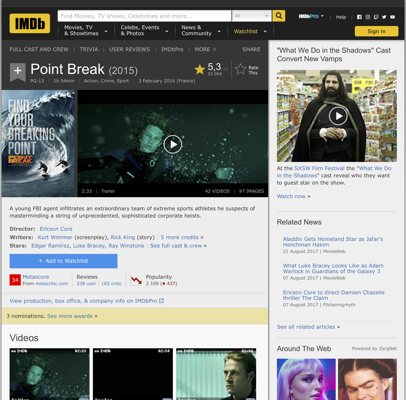 IMDb
Find Movies, TV shows, Celebrities and more...
All
IMDbPro
Help
Movies, TV
& Showtimes
Celebs, Events
& Photos
News &
Community
Watchlist
Sign in
FULL CAST AND CREW
TRIVIA
USER REVIEWS
IMDbPro
MORE
SHARE
Point Break (2015)
5,3
Rate
This
PG-13 | 1h 54min | Action, Crime, Sport | 3 February 2016 (France)
FIND
YOUR
BREAKING
POINT
2:33 | Trailer
42 VIDEOS | 97 IMAGES
A young FBI agent infiltrates an extraordinary team of extreme sports athletes he suspects of
masterminding a string of unprecedented, sophisticated corporate heists.
Director: Ericson Core
Writers: Kurt Wimmer (screenplay), Rick King (story) | 5 more credits »
Stars: Edgar Ramírez, Luke Bracey, Ray Winstone | See full cast & crew »
+ Add to Watchlist
34
Metascore
From metacritic.com
Reviews
238 user | 182 critic
Popularity
2 109 ( 437)
View production, box office, & company info on IMDbPro
3 nominations. See more awards »
Videos
"What We Do in the Shadows" Cast
Convert New Vamps
At the SXSW Film Festival the "What We Do
in the Shadows" cast reveal who they want
to guest star on the show.
Watch now »
Related News
Aladdin Gets Homeland Star as Jafar's
Henchman Hakim
21 August 2017 | MovieWeb
What Luke Bracey Looks Like as Adam
Warlock in Guardians of the Galaxy 3
07 August 2017 | MovieWeb
Ericson Core to direct Damien Chazelle
thriller The Claim
07 August 2017 | Flickeringmyth
See all related articles »
Around The Web
Powered by ZergNet